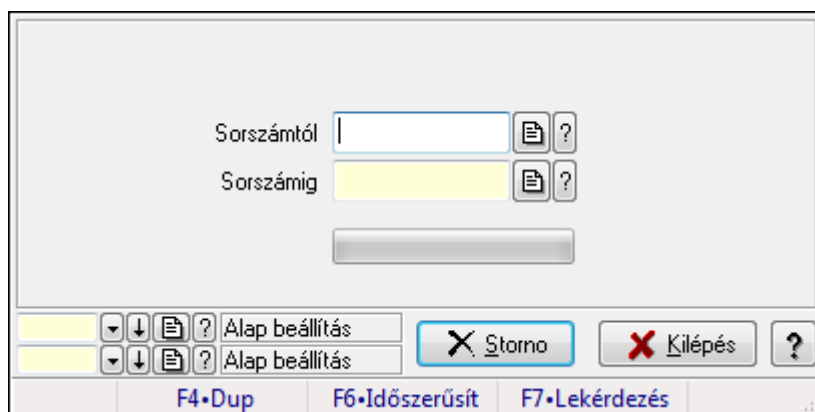 Sorszámtól ?
Sorszámig ?
? Alap beállítás
? Alap beállítás
Storno Kilépés ?
F4•Dup F6•Időszerűsít F7•Lekérdezés